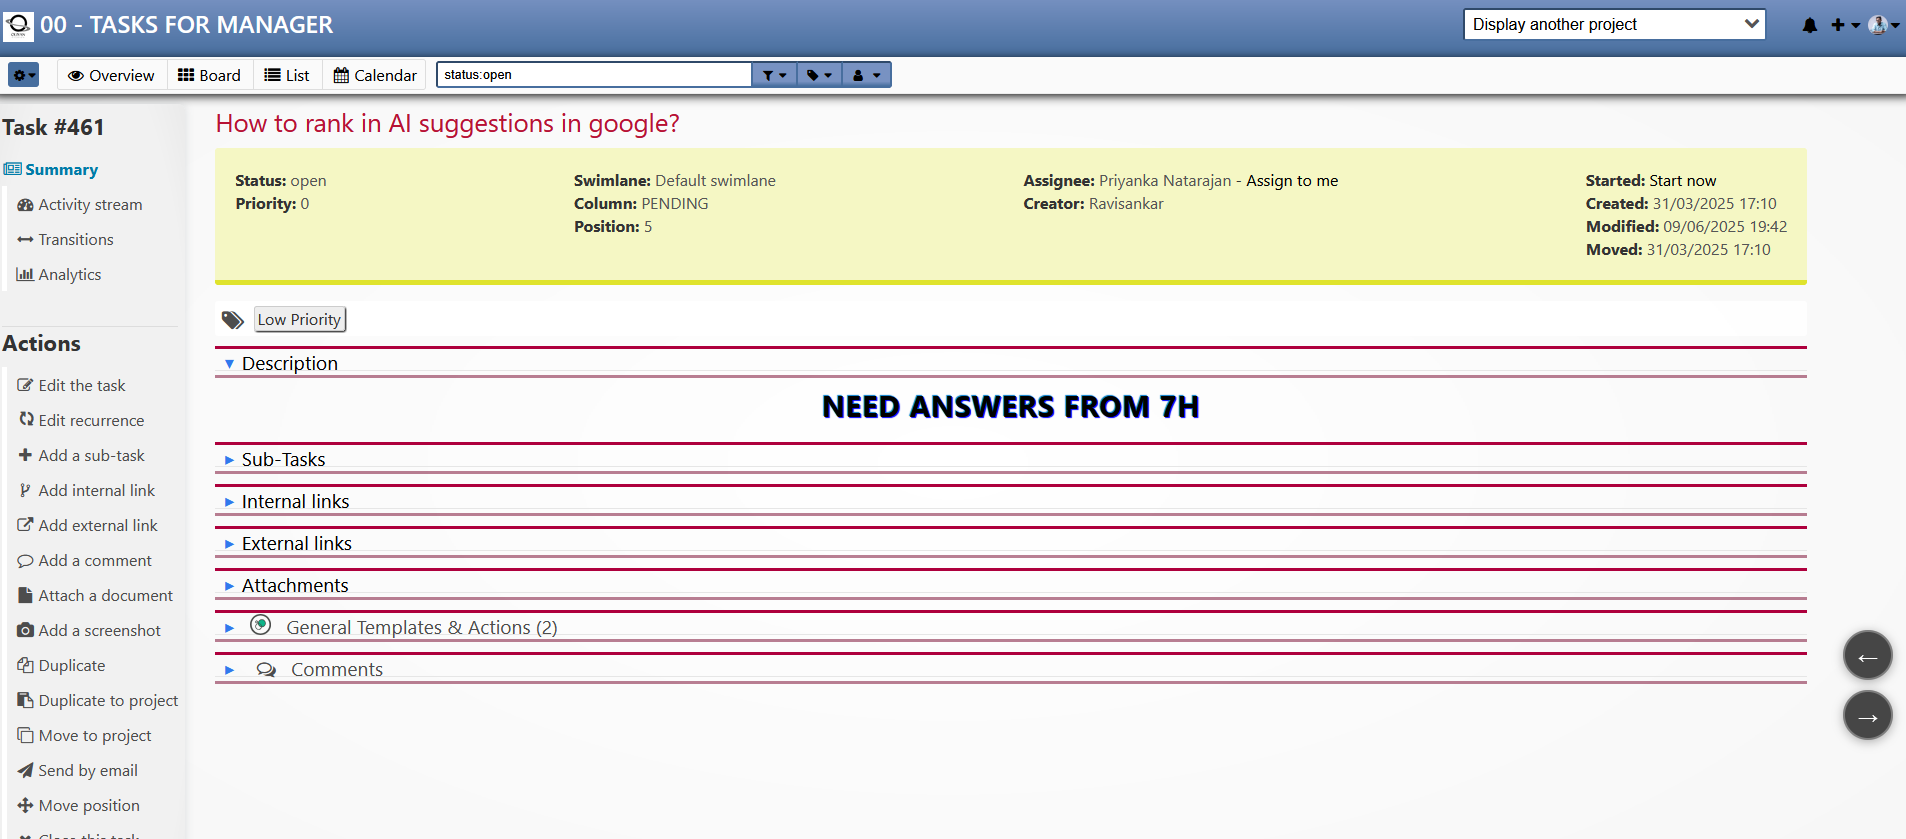 00 - TASKS FOR MANAGER
Display another project
Overview
Board
List
Calendar
status:open
Task #461
Summary
Activity stream
Transitions
Analytics
Actions
Edit the task
Edit recurrence
Add a sub-task
Add internal link
Add external link
Add a comment
Attach a document
Add a screenshot
Duplicate
Duplicate to project
Move to project
Send by email
Move position
How to rank in AI suggestions in google?
Status: open
Priority: 0
Swimlane: Default swimlane
Column: PENDING
Position: 5
Assignee: Priyanka Natarajan - Assign to me
Creator: Ravisankar
Started: Start now
Created: 31/03/2025 17:10
Modified: 09/06/2025 19:42
Moved: 31/03/2025 17:10
Low Priority
Description
NEED ANSWERS FROM 7H
Sub-Tasks
Internal links
External links
Attachments
General Templates & Actions (2)
Comments